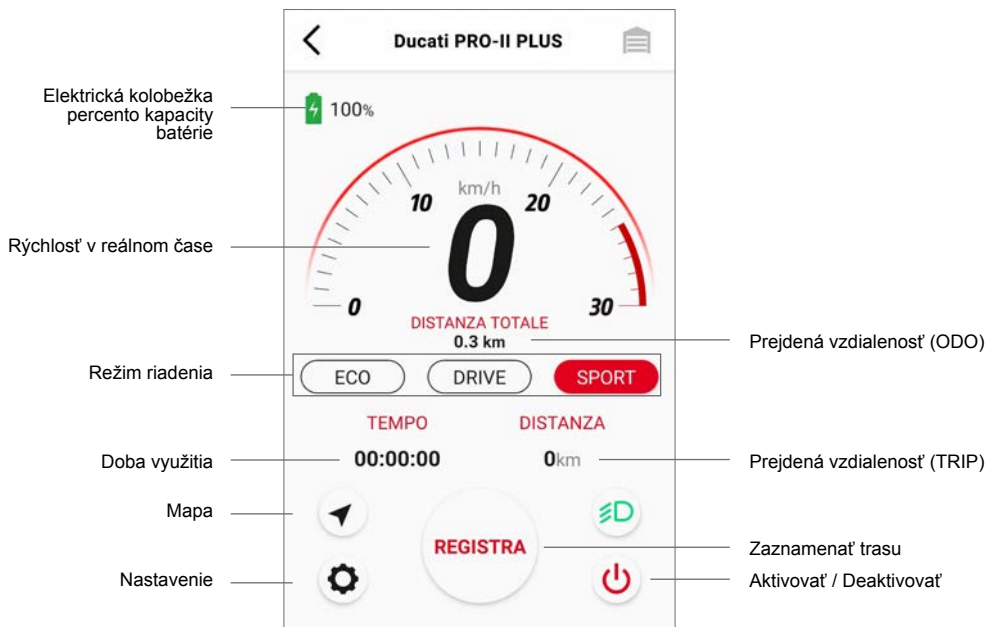 Ducati PRO-II PLUS
Elektrická kolobežka
percento kapacity
batérie
100%
km/h
10
20
0
Rýchlosť v reálnom čase
0
30
DISTANZA TOTALE
0.3 km
Prejdená vzdialenosť (ODO)
Režim riadenia
ECO
DRIVE
SPORT
TEMPO
DISTANZA
Doba využitia
00:00:00
0km
Prejdená vzdialenosť (TRIP)
Mapa
REGISTRA
Zaznamenať trasu
Nastavenie
Aktivovať / Deaktivovať